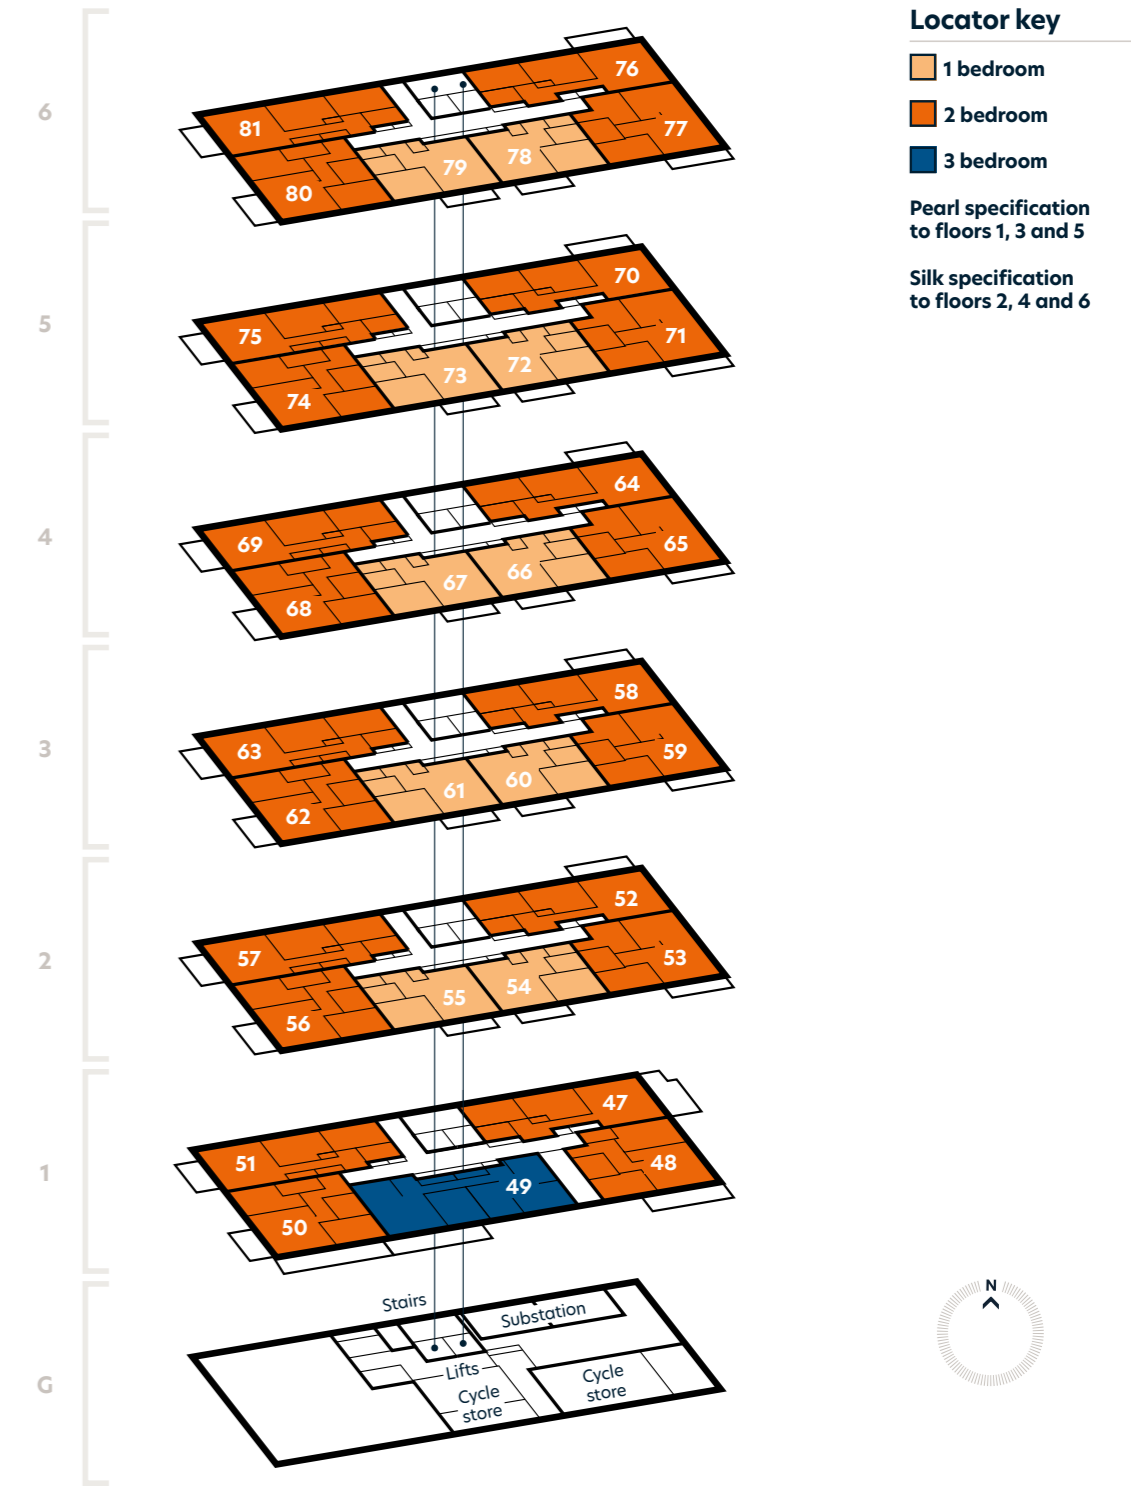 Locator key
1 bedroom
2 bedroom
3 bedroom
Pearl specification
to floors 1, 3 and 5
Silk specification
to floors 2, 4 and 6
6
76
81
77
78
79
80
5
70
75
71
72
73
74
4
64
69
65
66
67
68
3
58
63
59
60
61
62
2
52
57
53
54
55
56
1
47
51
48
49
50
G
Stairs
Substation
Lifts
Cycle
store
Cycle
store
N